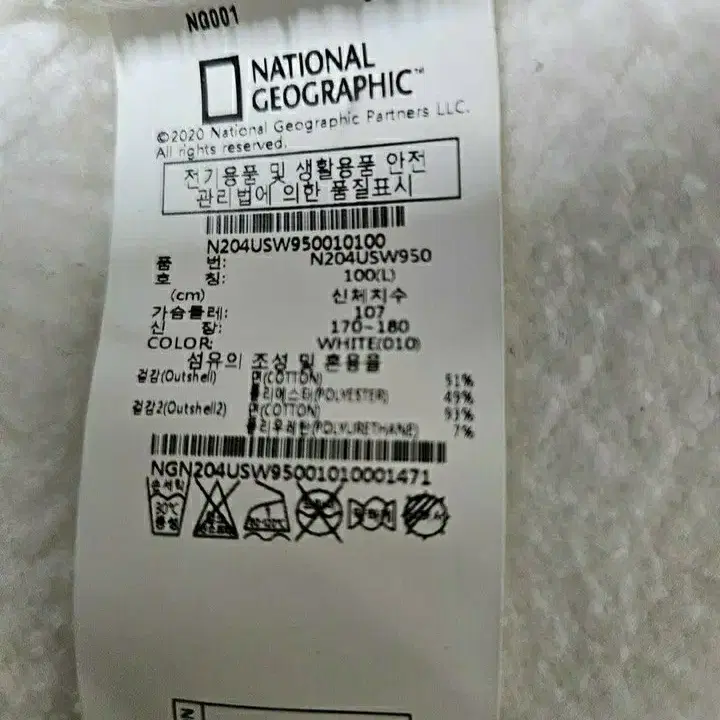 NQ001
NATIONAL
GEOGRAPHIC™
©2020 National Geographic Partners LLC.
All rights reserved.
전기용품 및 생활용품 안전
관리법에 의한 품질표시
N204USW950010100
품 번: N204USW950
호 칭: 100(L)
(cm) 신체치수
가슴둘레: 107
신 장: 170~180
COLOR: WHITE(010)
섬유의 조성 및 혼용율
겉감(Outshell) 면(COTTON) 51%
폴리에스터(POLYESTER) 49%
겉감2(Outshell2) 면(COTTON) 93%
폴리우레탄(POLYURETHANE) 7%
NGN204USW95001010001471
손세탁
30℃
중성